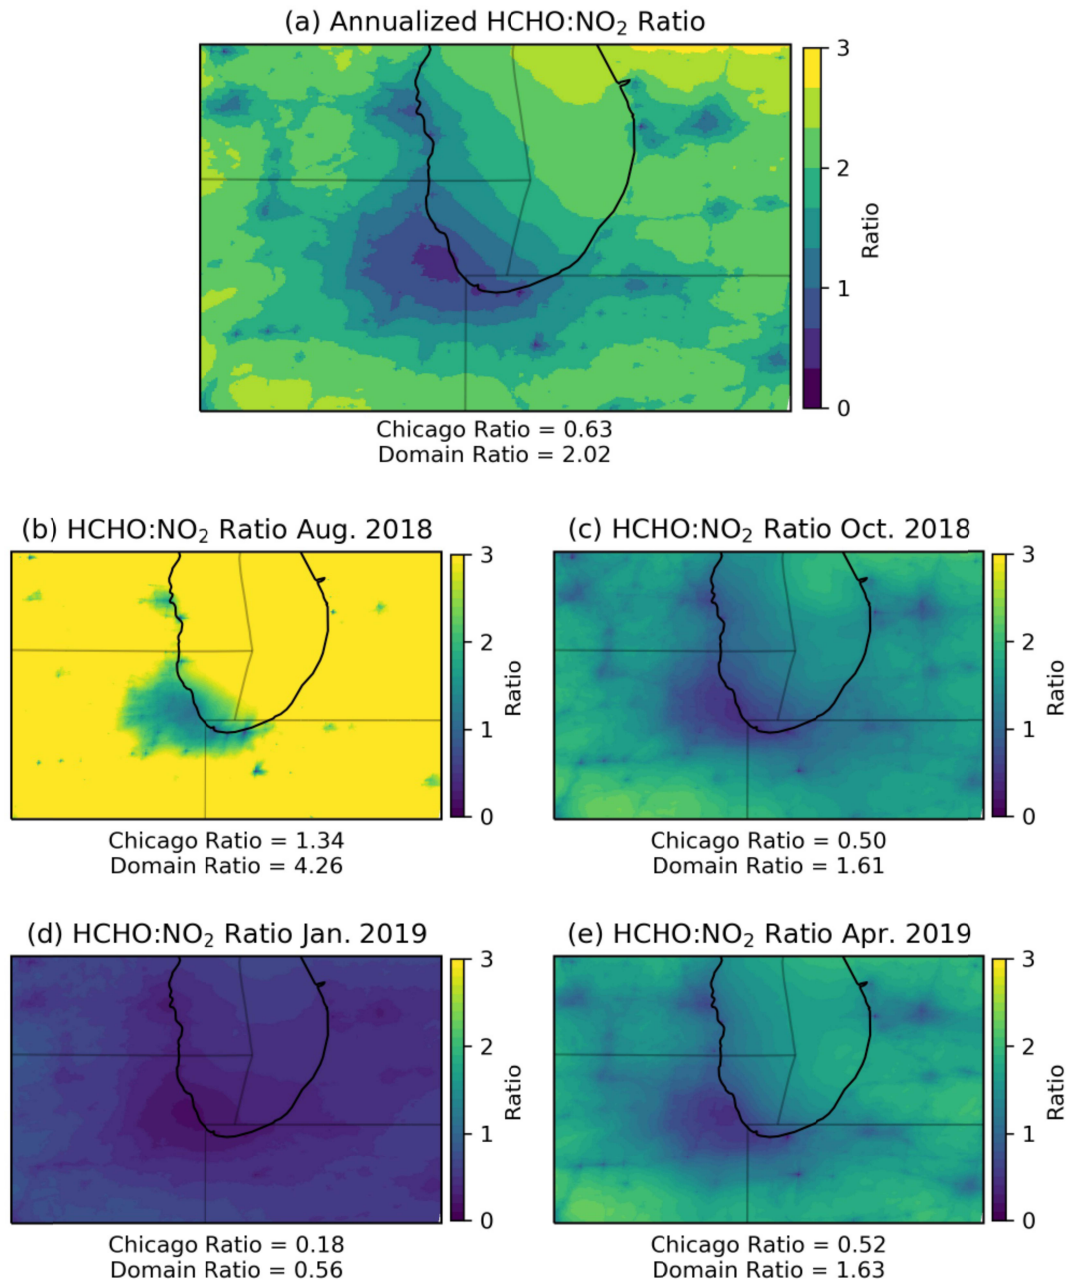 (a) Annualized HCHO:NO₂ Ratio
3
2
1
0
Ratio
Chicago Ratio = 0.63
Domain Ratio = 2.02
(b) HCHO:NO₂ Ratio Aug. 2018
3
2
1
0
Ratio
Chicago Ratio = 1.34
Domain Ratio = 4.26
(c) HCHO:NO₂ Ratio Oct. 2018
3
2
1
0
Ratio
Chicago Ratio = 0.50
Domain Ratio = 1.61
(d) HCHO:NO₂ Ratio Jan. 2019
3
2
1
0
Ratio
Chicago Ratio = 0.18
Domain Ratio = 0.56
(e) HCHO:NO₂ Ratio Apr. 2019
3
2
1
0
Ratio
Chicago Ratio = 0.52
Domain Ratio = 1.63